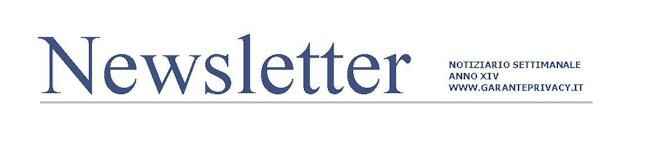 Newsletter
NOTIZIARIO SETTIMANALE
ANNO XIV
WWW.GARANTEPRIVACY.IT